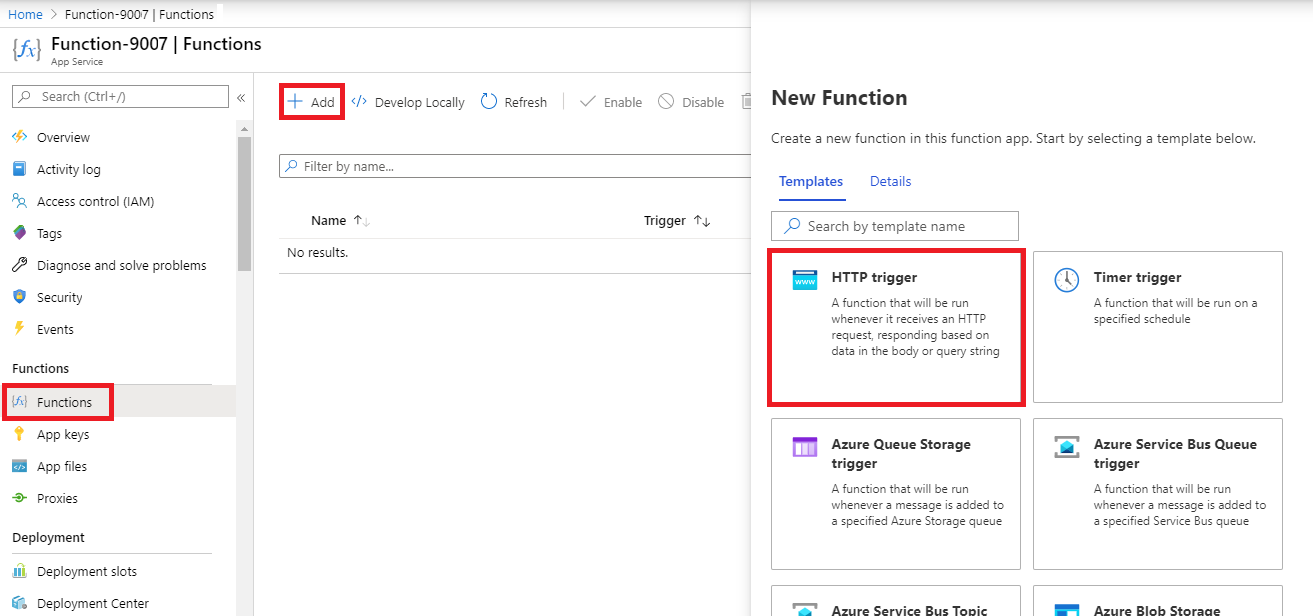 Home > Function-9007 | Functions
{fx} Function-9007 | Functions
App Service
Search (Ctrl+/)
«
Overview
Activity log
Access control (IAM)
Tags
Diagnose and solve problems
Security
Events
Functions
{fx} Functions
App keys
</> App files
Proxies
Deployment
Deployment slots
Deployment Center
+ Add </> Develop Locally Refresh | Enable Disable
Filter by name...
Name ↑↓ Trigger ↑↓
No results.
New Function
Create a new function in this function app. Start by selecting a template below.
Templates Details
Search by template name
www HTTP trigger
A function that will be run
whenever it receives an HTTP
request, responding based on
data in the body or query string
Timer trigger
A function that will be run on a
specified schedule
Azure Queue Storage
trigger
A function that will be run
whenever a message is added to
a specified Azure Storage queue
Azure Service Bus Queue
trigger
A function that will be run
whenever a message is added to
a specified Service Bus queue
Azure Service Bus Topic
Azure Blob Storage